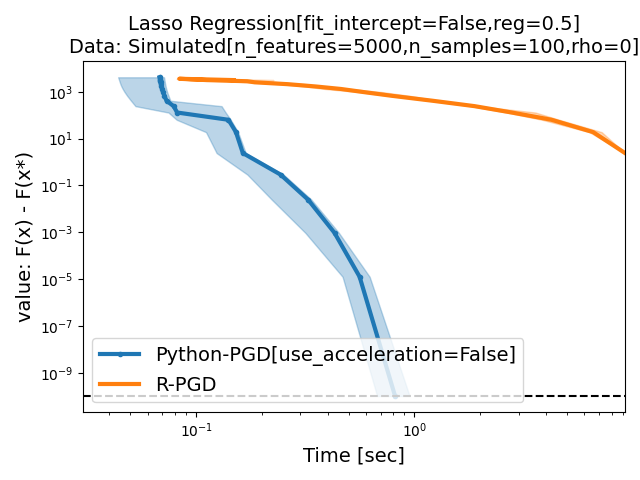 Lasso Regression[fit_intercept=False,reg=0.5]
Data: Simulated[n_features=5000,n_samples=100,rho=0]
value: F(x) - F(x*)
10³
10¹
10⁻¹
10⁻³
10⁻⁵
10⁻⁷
10⁻⁹
Python-PGD[use_acceleration=False]
R-PGD
10⁻¹
10⁰
Time [sec]